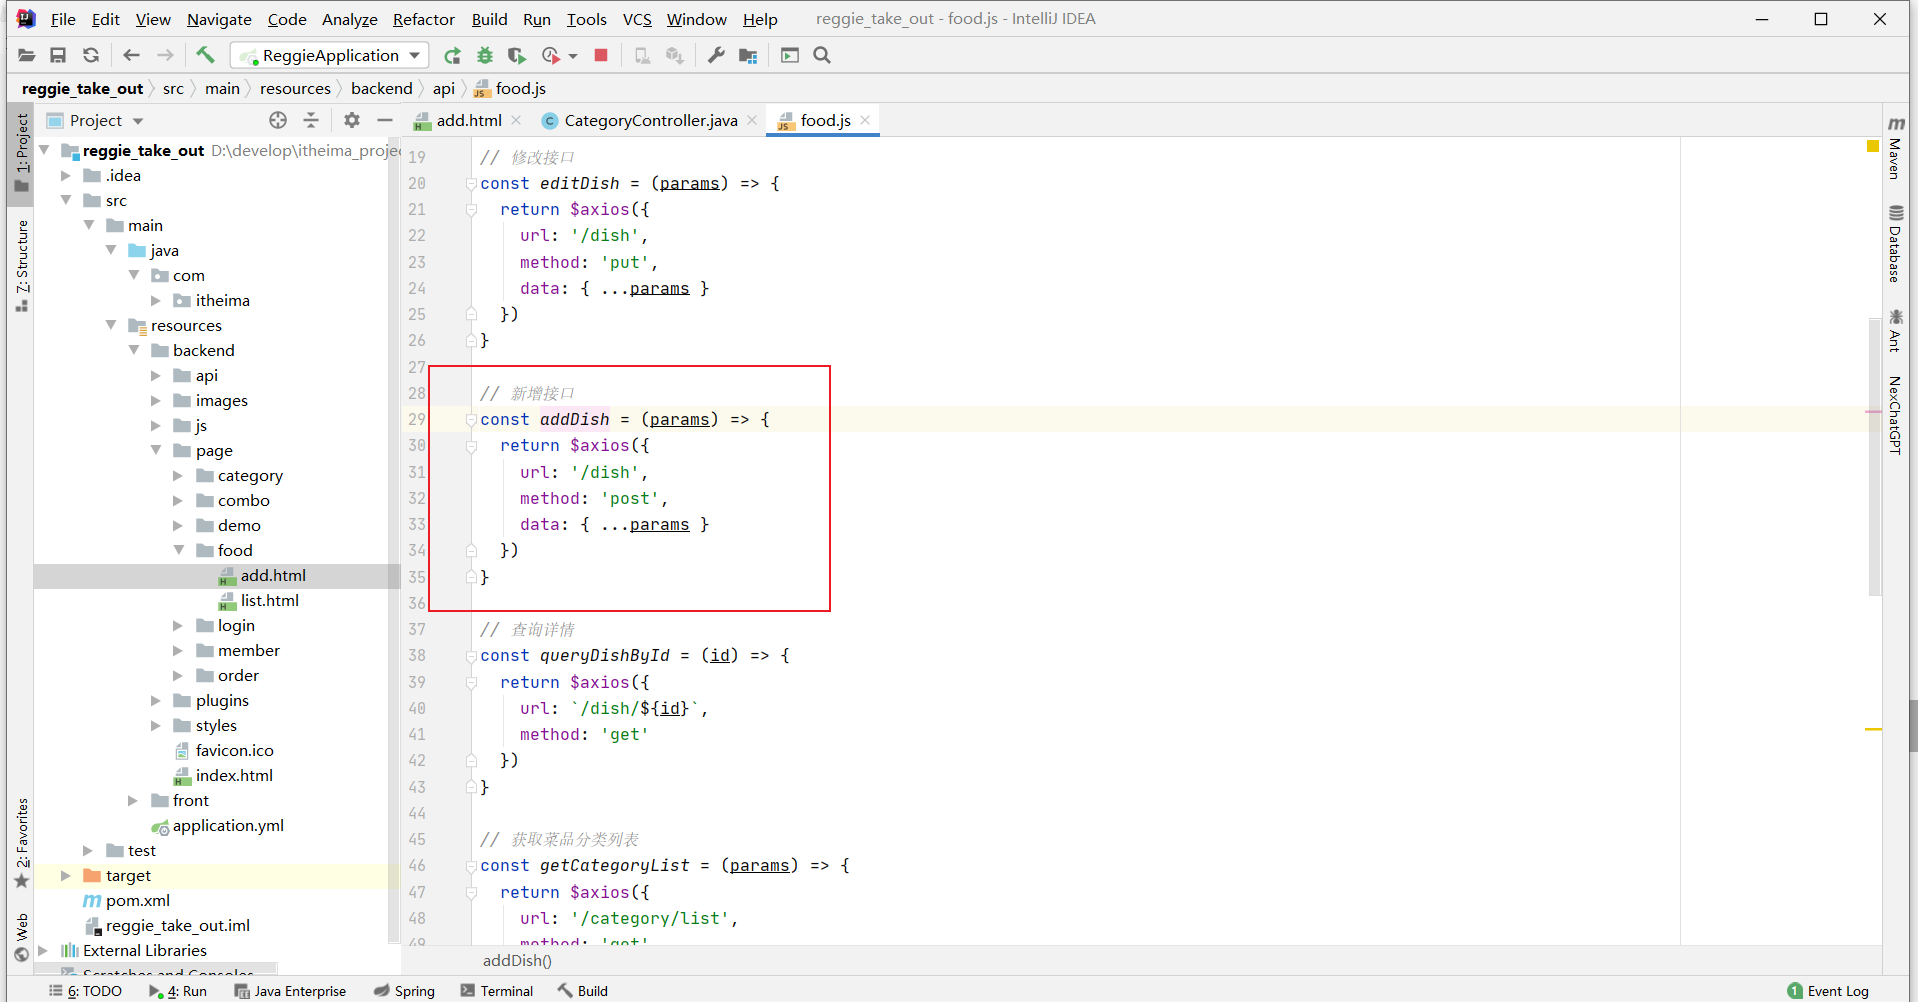 File Edit View Navigate Code Analyze Refactor Build Run Tools VCS Window Help reggie_take_out - food.js - IntelliJ IDEA
ReggieApplication
reggie_take_out src main resources backend api food.js
Project
add.html CategoryController.java food.js
1: Project
7: Structure
2: Favorites
Web
reggie_take_out D:\develop\itheima_proje
.idea
src
main
java
com
itheima
resources
backend
api
images
js
page
category
combo
demo
food
add.html
list.html
login
member
order
plugins
styles
favicon.ico
index.html
front
application.yml
test
target
pom.xml
reggie_take_out.iml
External Libraries
Scratches and Consoles
19 // 修改接口
20 const editDish = (params) => {
21 return $axios({
22 url: '/dish',
23 method: 'put',
24 data: { ...params }
25 })
26 }
27
28 // 新增接口
29 const addDish = (params) => {
30 return $axios({
31 url: '/dish',
32 method: 'post',
33 data: { ...params }
34 })
35 }
36
37 // 查询详情
38 const queryDishById = (id) => {
39 return $axios({
40 url: `/dish/${id}`,
41 method: 'get'
42 })
43 }
44
45 // 获取菜品分类列表
46 const getCategoryList = (params) => {
47 return $axios({
48 url: '/category/list',
49 method: 'get'
addDish()
Maven
Database
Ant
NexChatGPT
6: TODO 4: Run Java Enterprise Spring Terminal Build 1 Event Log